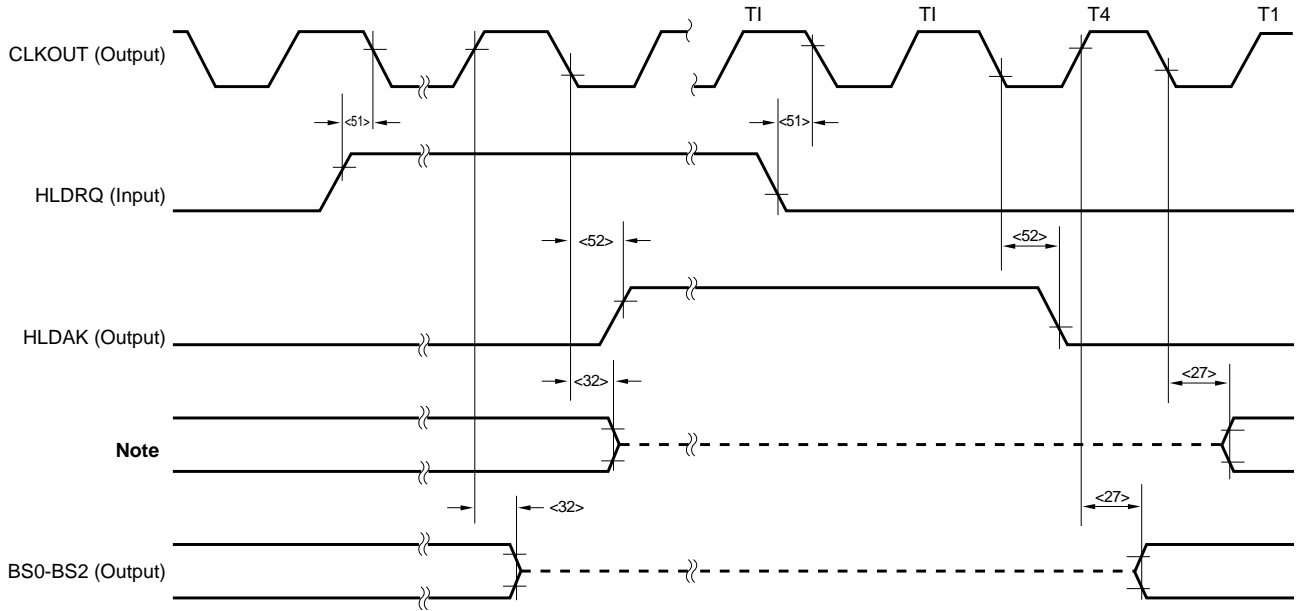 TI TI T4 T1
CLKOUT (Output)
<51> <51>
HLDRQ (Input)
<52> <52>
HLDAK (Output)
<32> <27>
Note
<32> <27>
BS0-BS2 (Output)